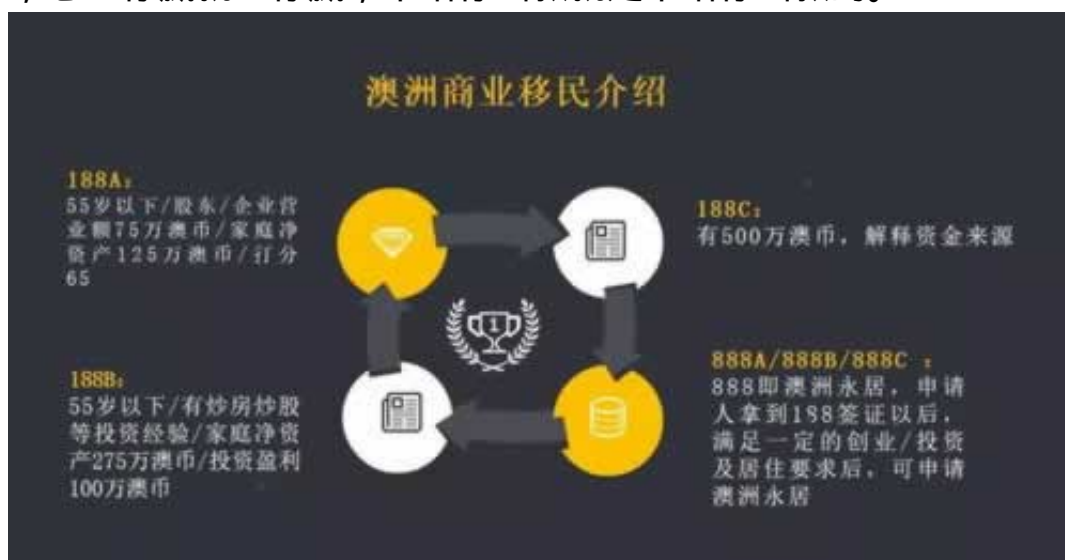 澳洲商业移民介绍
188A:
55岁以下/股东/企业营
业额75万澳币/家庭净
资产125万澳币/打分
65
188C:
有500万澳币，解释资金来源
188B:
55岁以下/有炒房炒股
等投资经验/家庭净资
产275万澳币/投资盈利
100万澳币
888A/888B/888C :
888即澳洲永居，申请
人拿到188签证以后，
满足一定的创业/投资
及居住要求后，可申请
澳洲永居
1